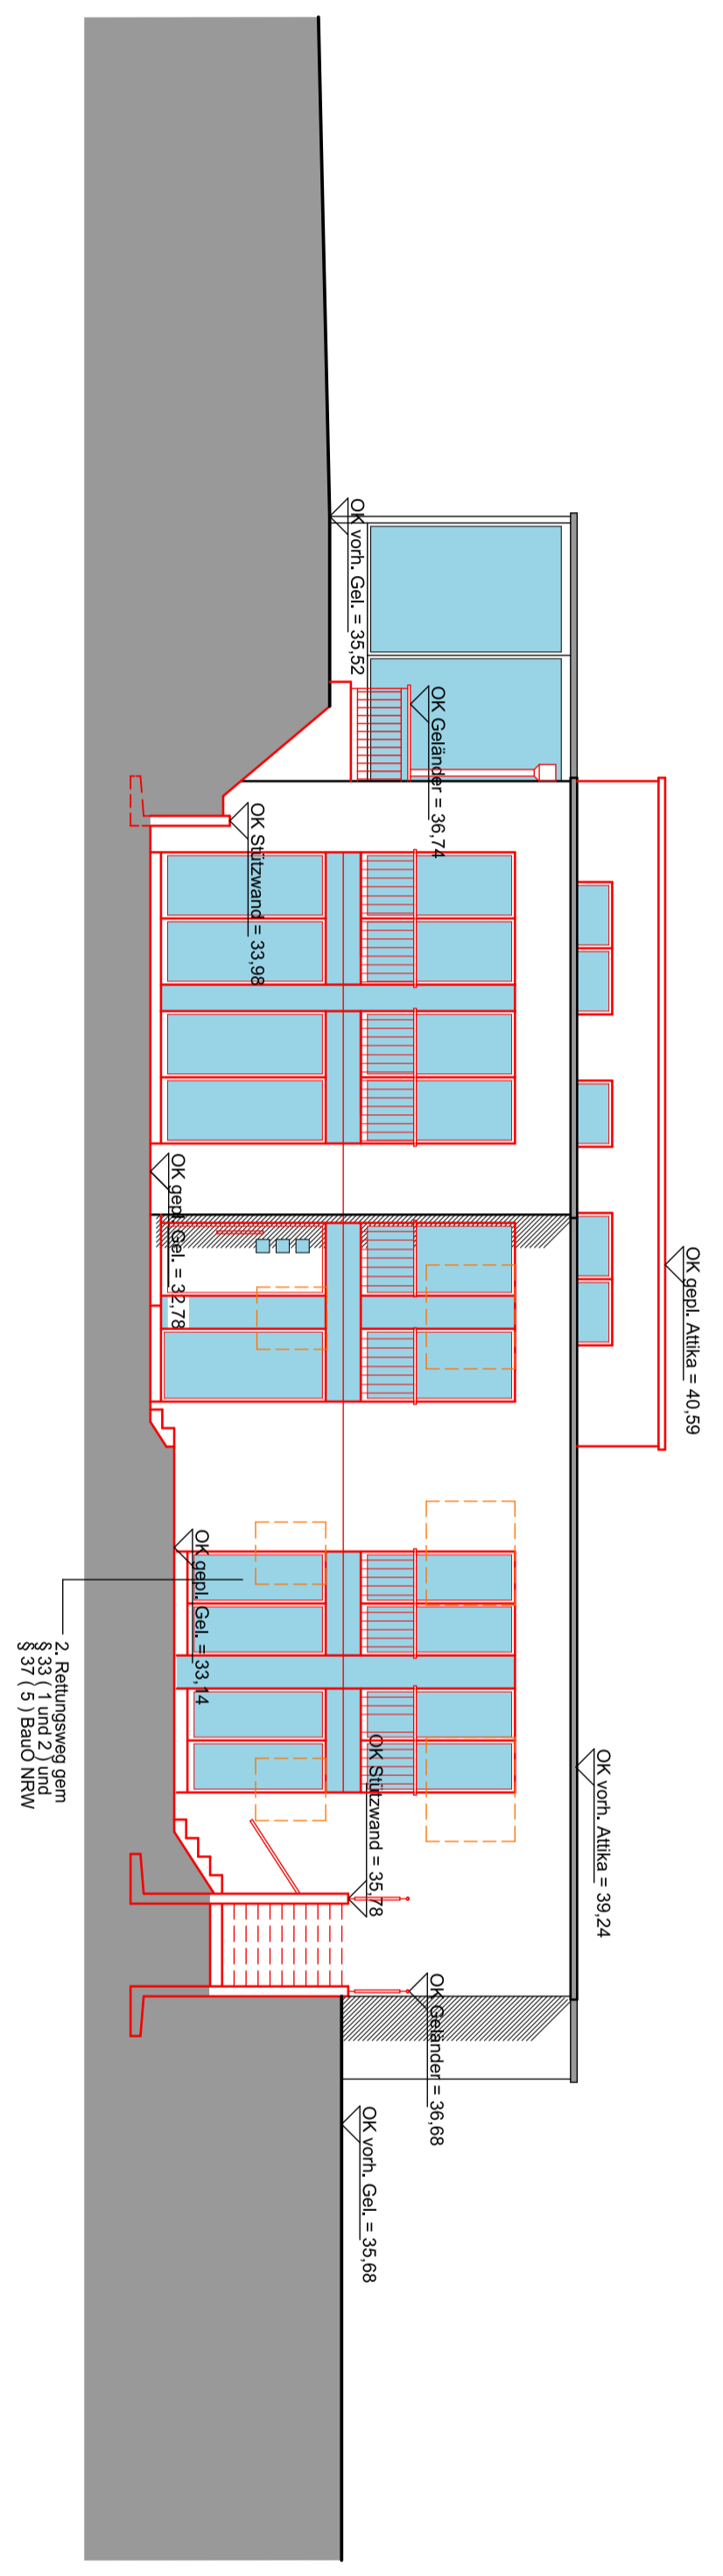 OK vorh. Gel. = 35,52
OK Geländer = 36,74
OK Stützwand = 33,98
OK gepl. Gel. = 32,78
OK gepl. Attika = 40,59
OK gepl. Gel. = 33,14
2. Rettungsweg gem
§ 33 ( 1 und 2 ) und
§ 37 ( 5 ) BauO NRW
OK Stützwand = 35,78
OK vorh. Attika = 39,24
OK Geländer = 36,68
OK vorh. Gel. = 35,68